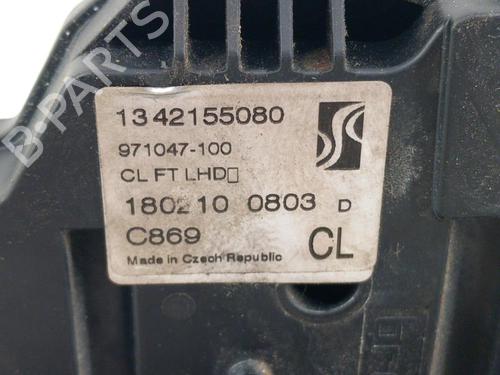 B-PARTS
1342155080
971047-100
CL FT LHD▯
180210 0803 D
C869
CL
Made in Czech Republic